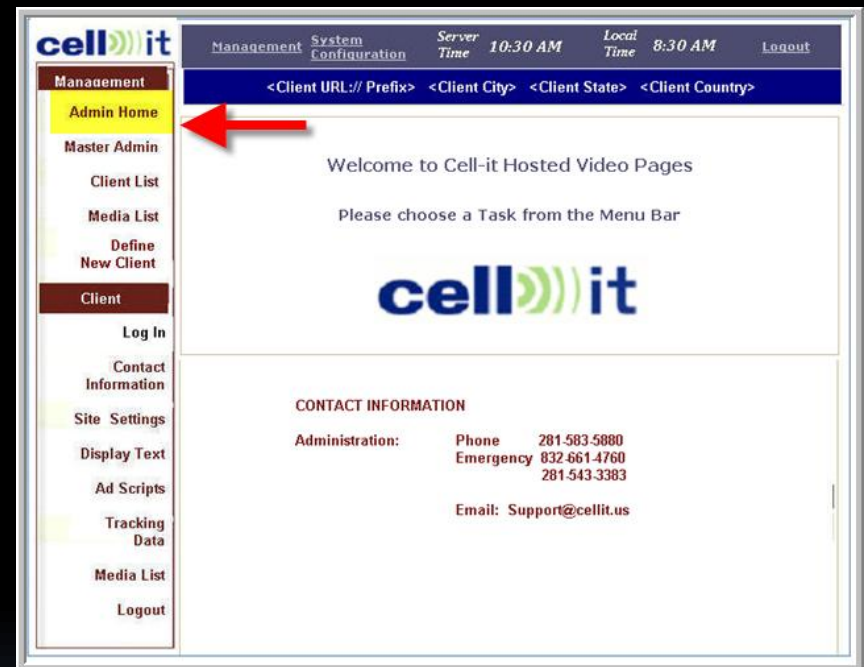 cell)))it
Management System Configuration Server Time 10:30 AM Local Time 8:30 AM Logout
<Client URL:// Prefix> <Client City> <Client State> <Client Country>
Management
Admin Home
Master Admin
Client List
Media List
Define
New Client
Client
Log In
Contact
Information
Site Settings
Display Text
Ad Scripts
Tracking
Data
Media List
Logout
Welcome to Cell-it Hosted Video Pages
Please choose a Task from the Menu Bar
cell)))it
CONTACT INFORMATION
Administration: Phone 281-583-5880
Emergency 832-661-4760
281-543-3383
Email: Support@cellit.us